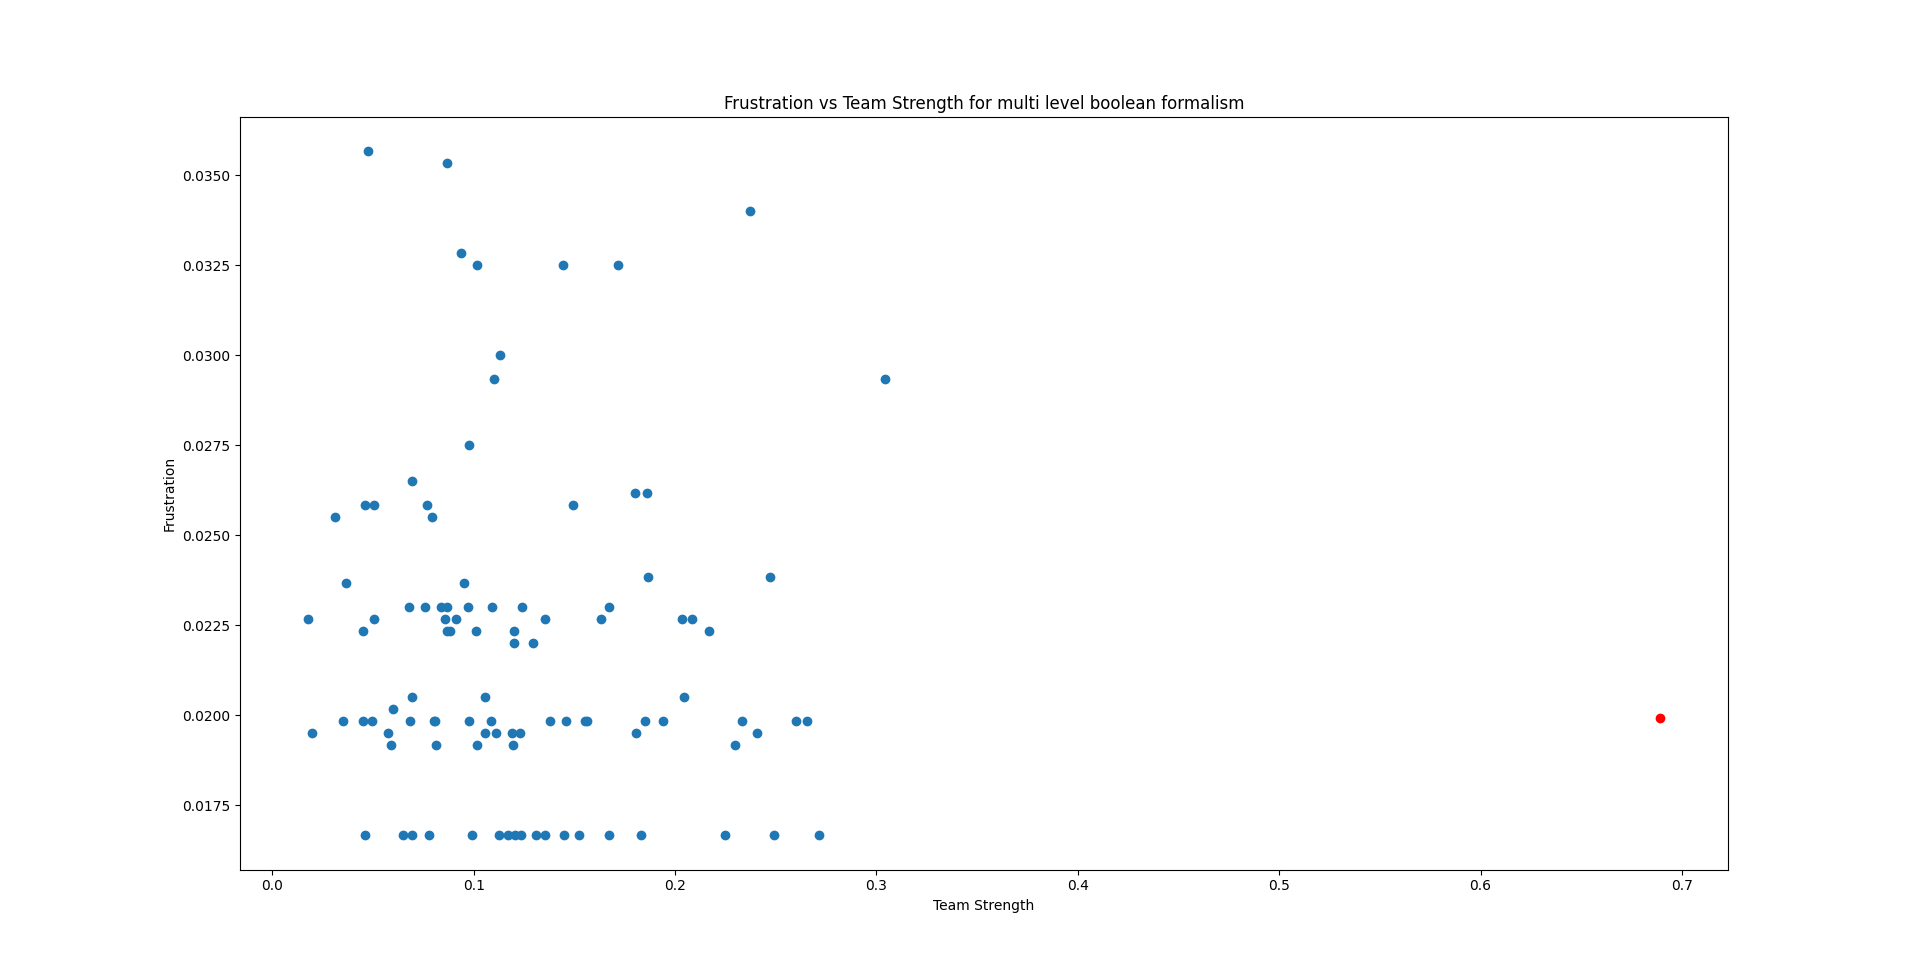 Frustration vs Team Strength for multi level boolean formalism
Frustration
0.0350
0.0325
0.0300
0.0275
0.0250
0.0225
0.0200
0.0175
0.0 0.1 0.2 0.3 0.4 0.5 0.6 0.7
Team Strength